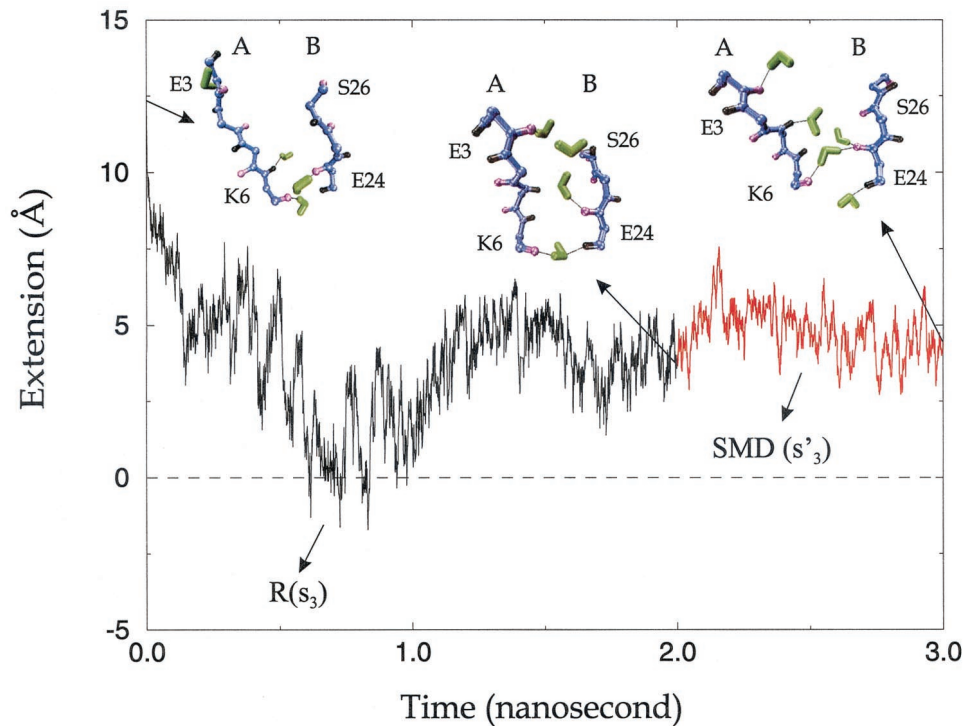 15
10
5
0
-5
Extension (Å)
A B
E3
S26
K6
E24
A B
E3
S26
K6
E24
A B
E3
S26
K6
E24
SMD (s'₃)
R(s₃)
0.0 1.0 2.0 3.0
Time (nanosecond)